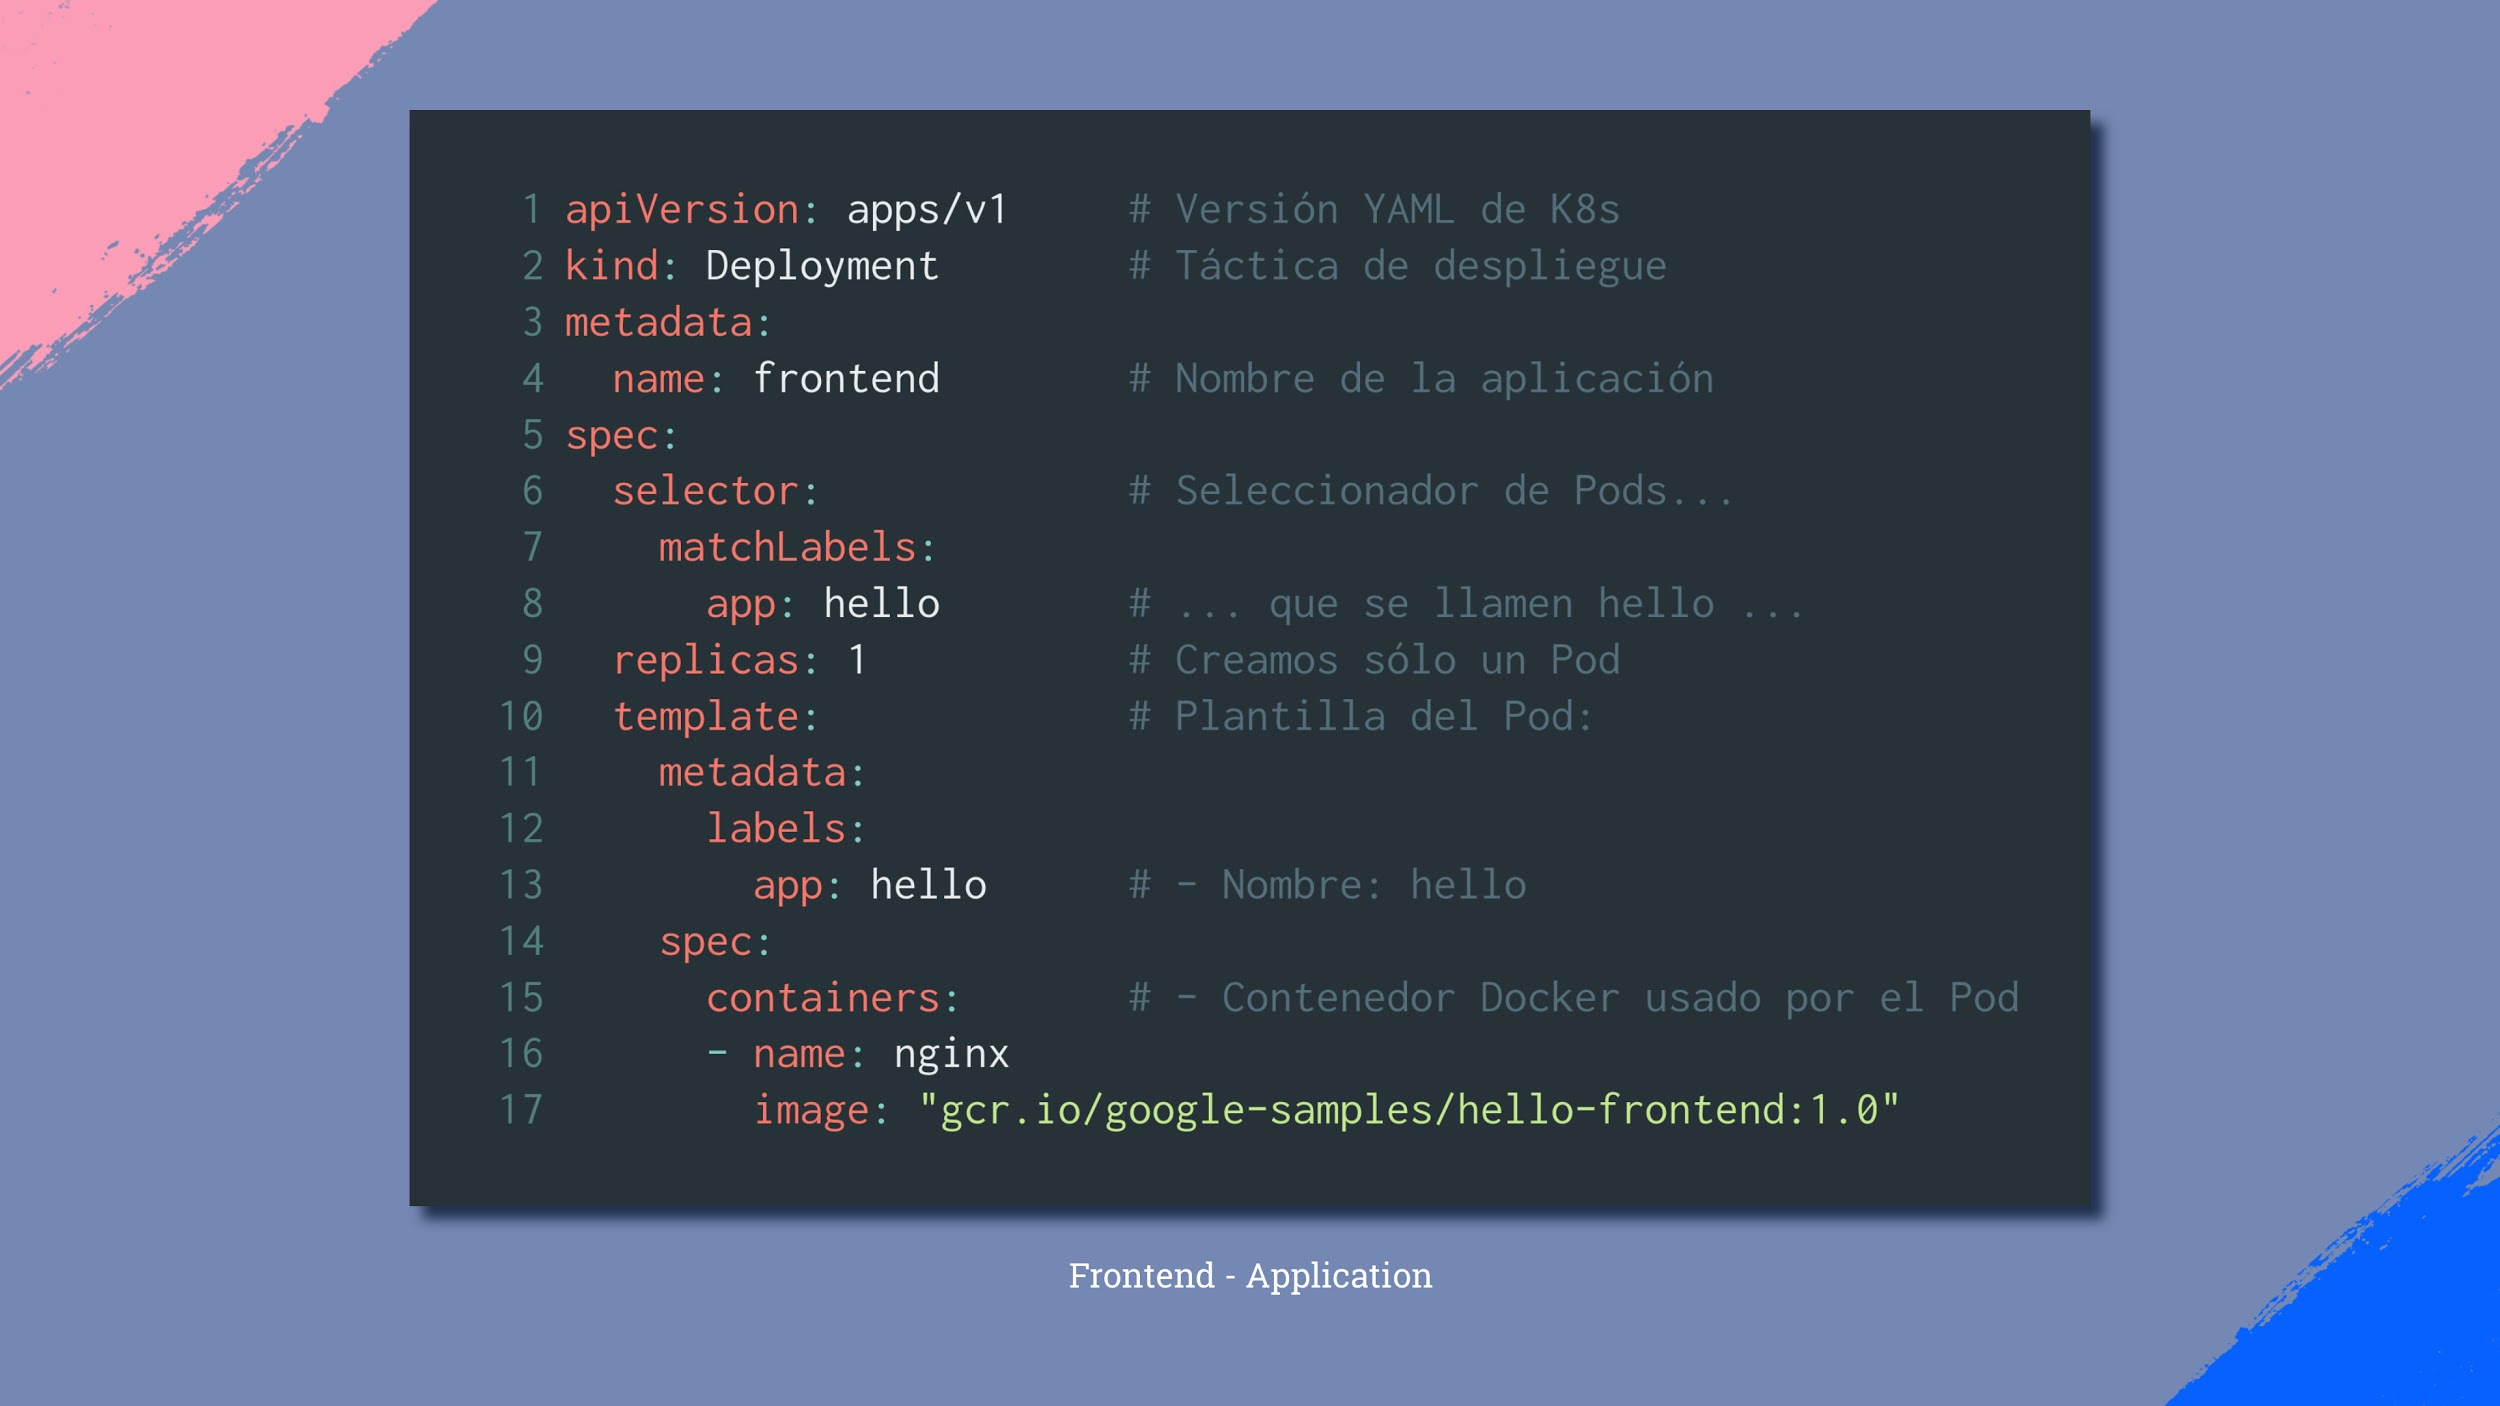 1 apiVersion: apps/v1 # Versión YAML de K8s
2 kind: Deployment # Táctica de despliegue
3 metadata:
4   name: frontend # Nombre de la aplicación
5 spec:
6   selector: # Seleccionador de Pods...
7     matchLabels:
8       app: hello # ... que se llamen hello ...
9   replicas: 1 # Creamos sólo un Pod
10   template: # Plantilla del Pod:
11     metadata:
12       labels:
13         app: hello # - Nombre: hello
14     spec:
15       containers: # - Contenedor Docker usado por el Pod
16       - name: nginx
17         image: "gcr.io/google-samples/hello-frontend:1.0"
Frontend - Application